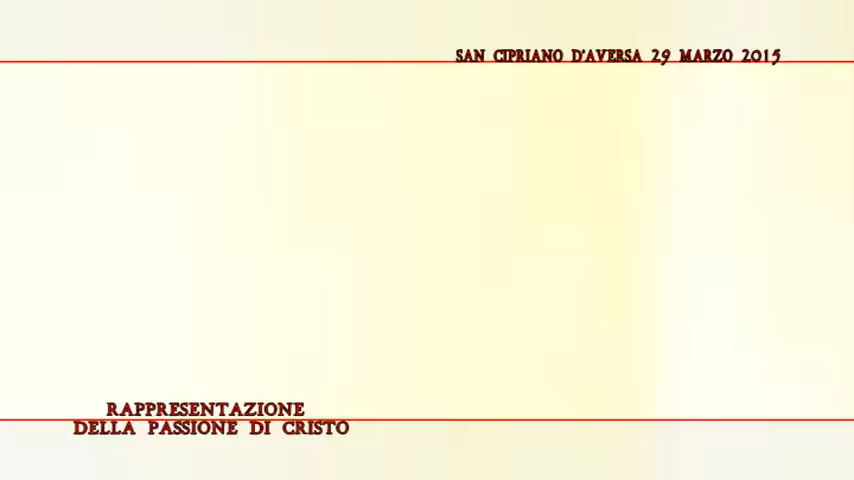 SAN CIPRIANO D'AVERSA 29 MARZO 2015
RAPPRESENTAZIONE
DELLA PASSIONE DI CRISTO